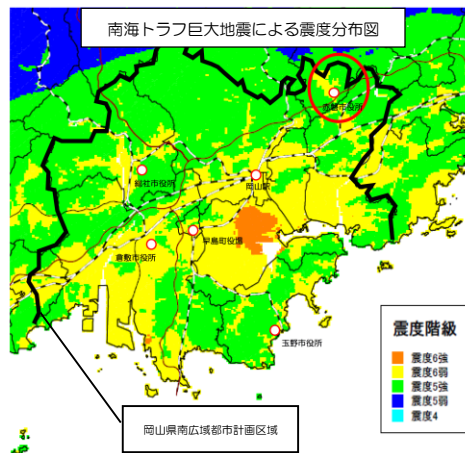 南海トラフ巨大地震による震度分布図
赤磐市役所
総社市役所
岡山駅
早島町役場
倉敷市役所
玉野市役所
震度階級
震度6強
震度6弱
震度5強
震度5弱
震度4
岡山県南広域都市計画区域